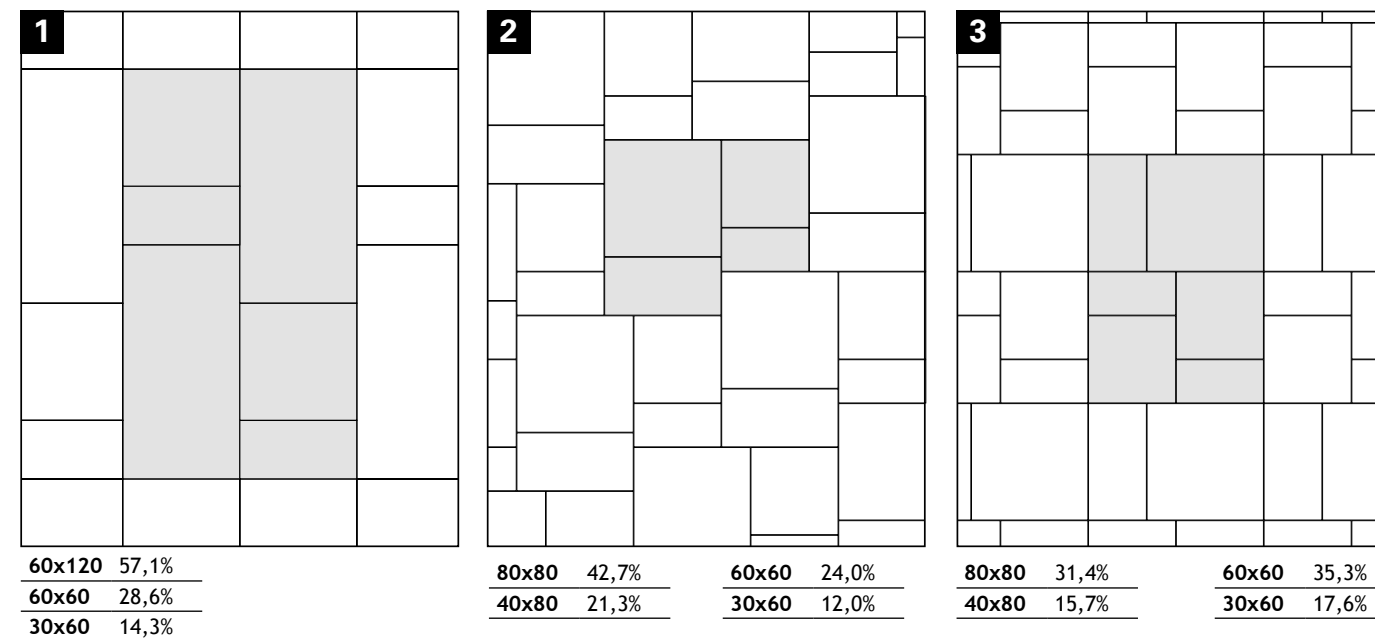 1
60x120 57,1%
60x60 28,6%
30x60 14,3%
2
80x80 42,7% 60x60 24,0%
40x80 21,3% 30x60 12,0%
3
80x80 31,4% 60x60 35,3%
40x80 15,7% 30x60 17,6%